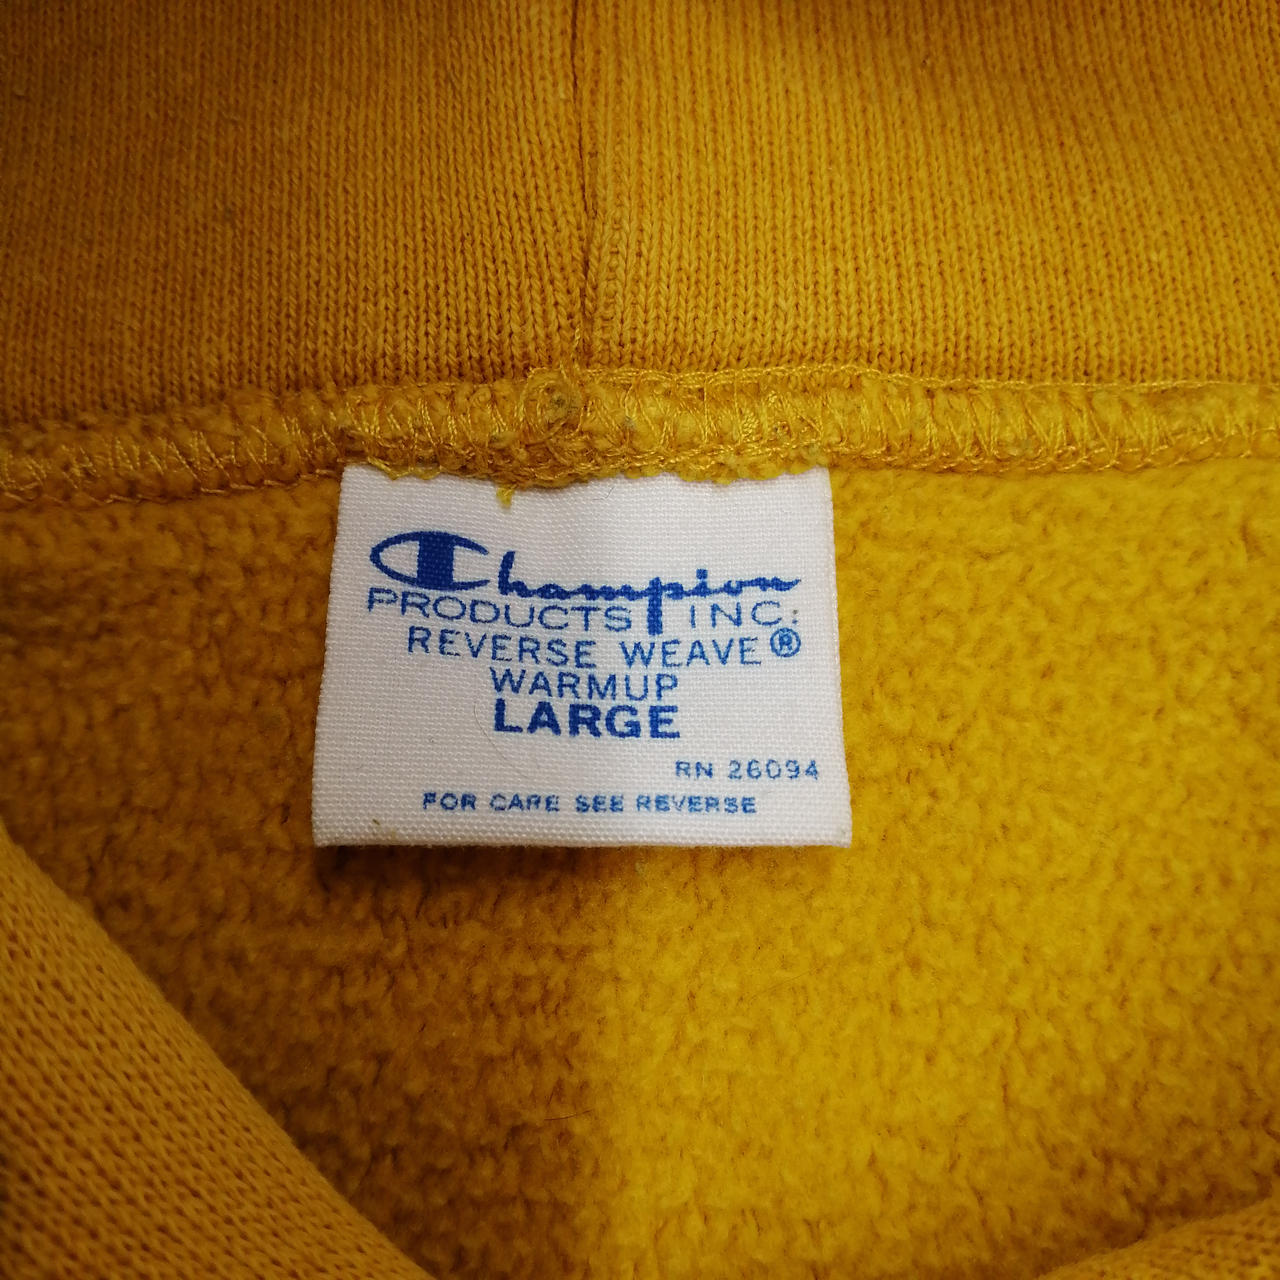 Champion
PRODUCTS INC.
REVERSE WEAVE®
WARMUP
LARGE
RN 26094
FOR CARE SEE REVERSE